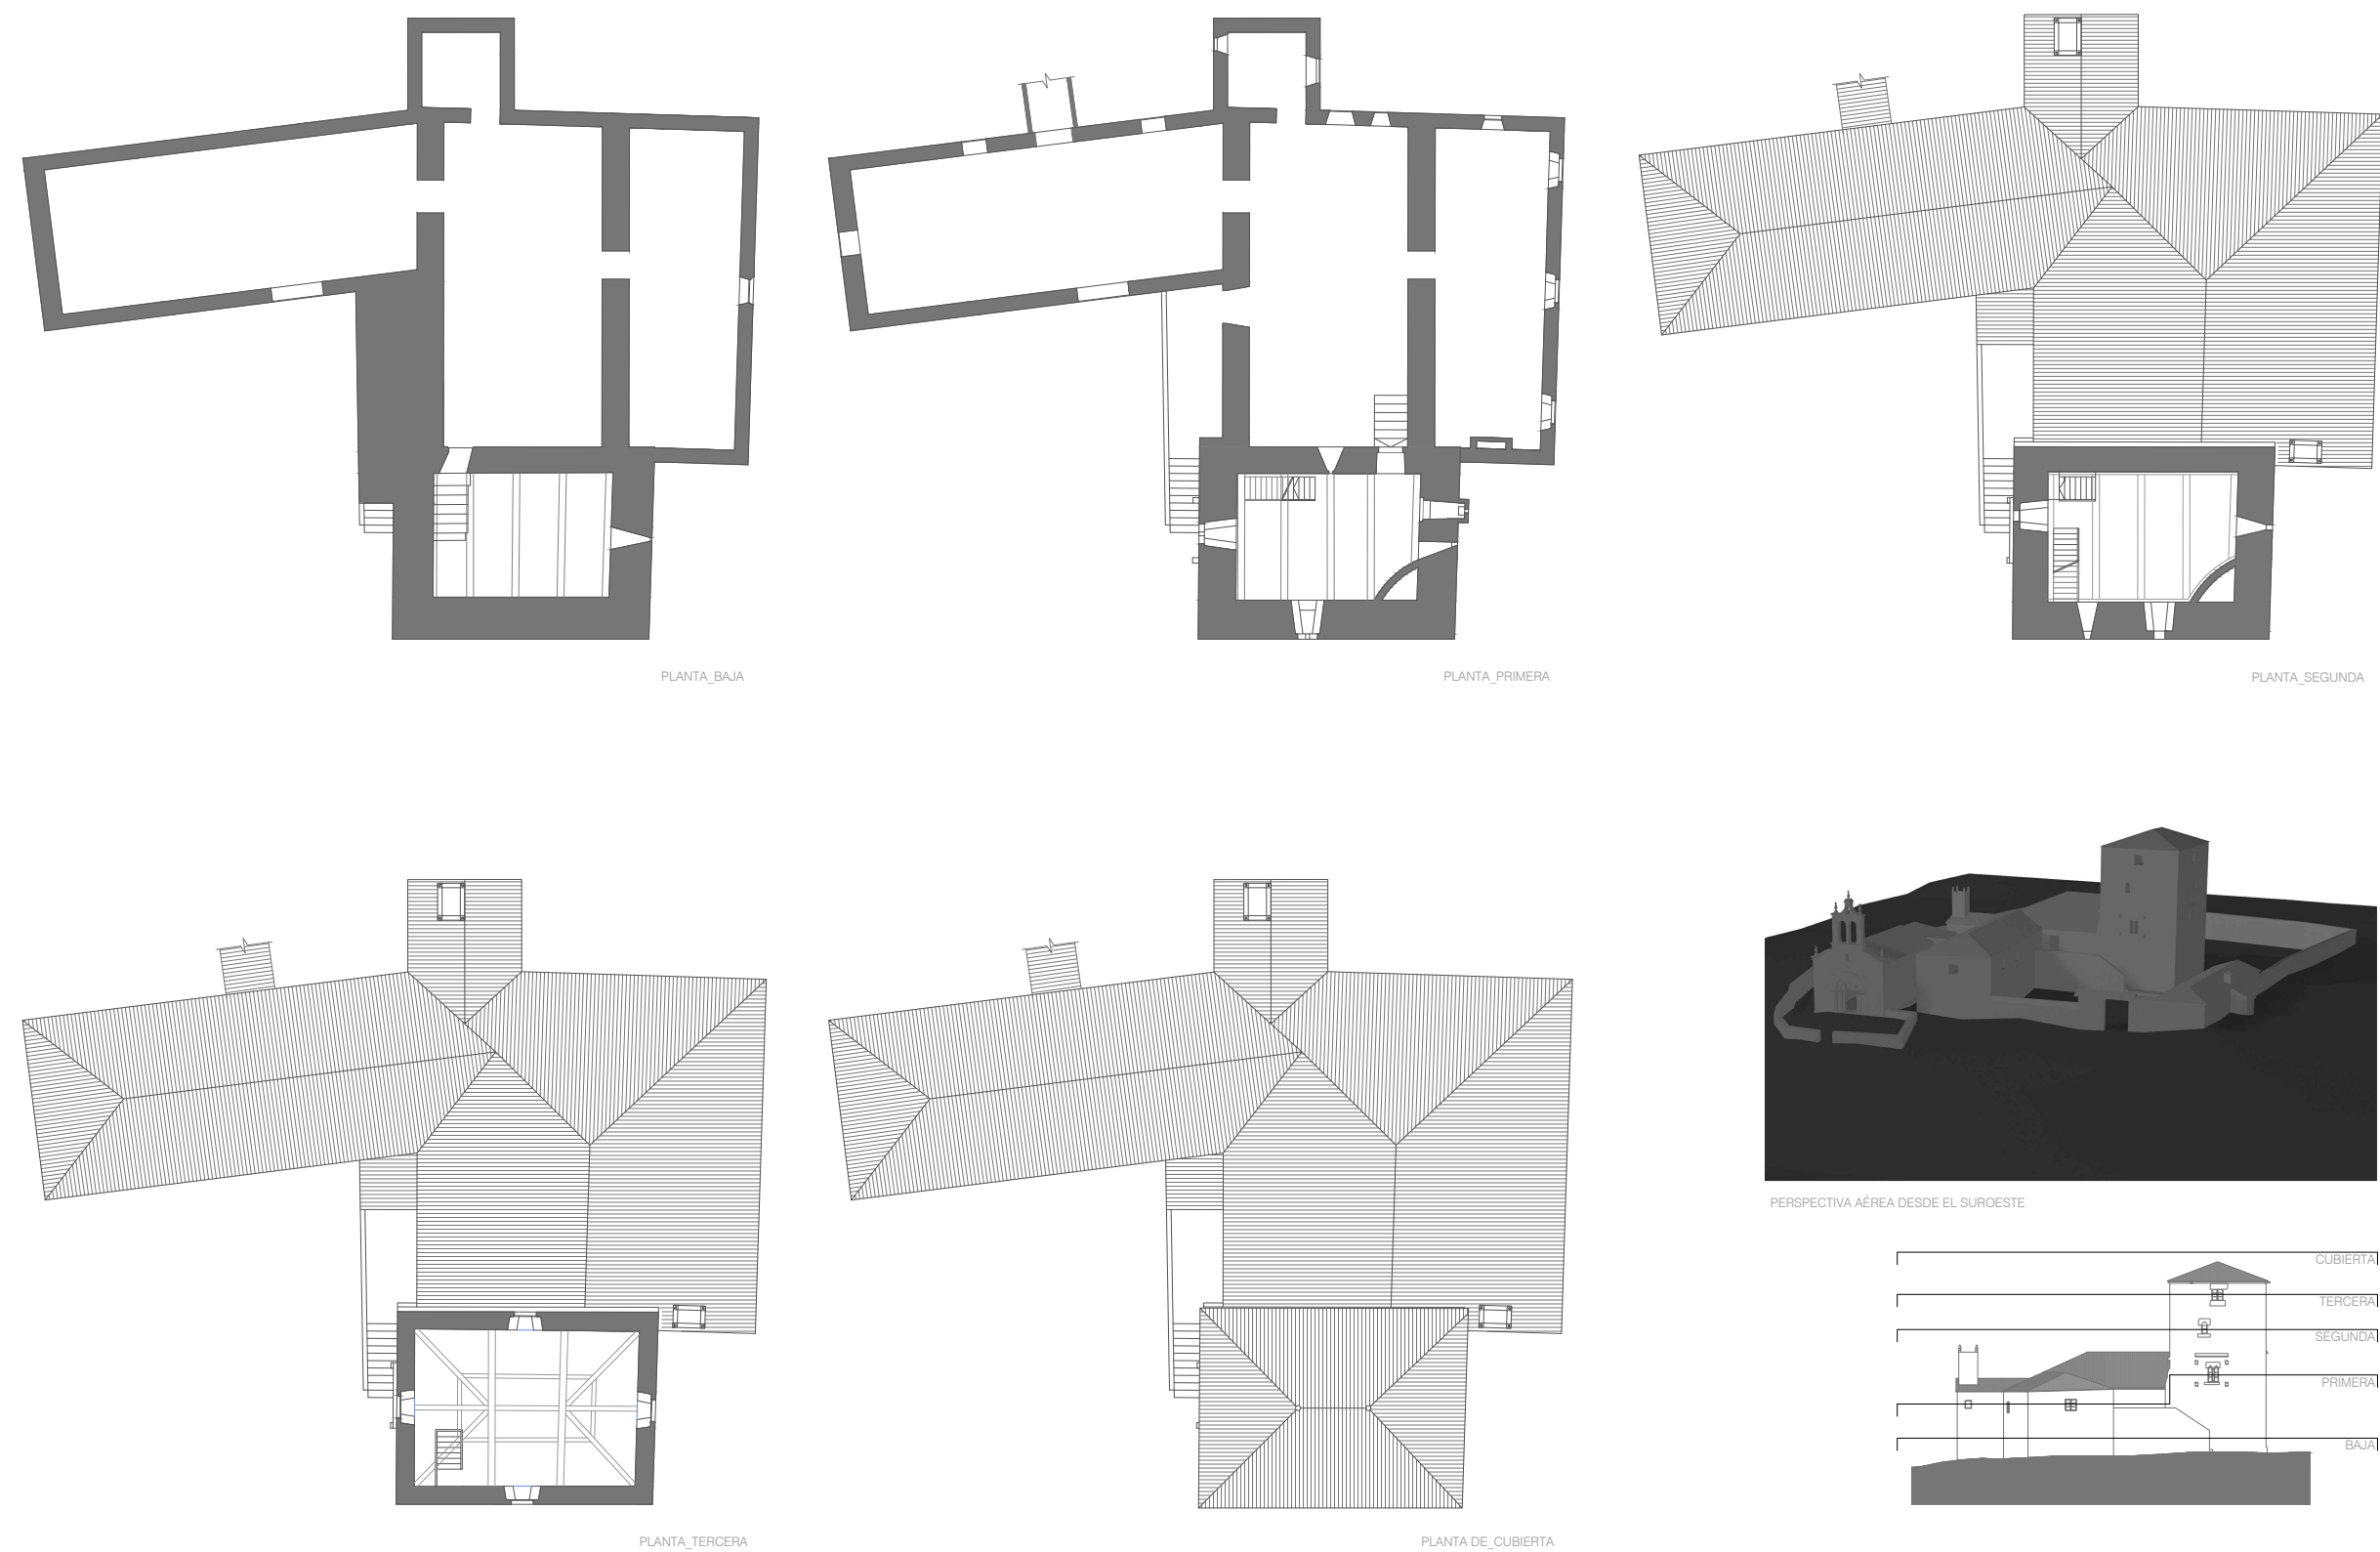 PLANTA_BAJA
PLANTA_PRIMERA
PLANTA_SEGUNDA
PERSPECTIVA AÉREA DESDE EL SUROESTE
CUBIERTA
TERCERA
SEGUNDA
PRIMERA
BAJA
PLANTA_TERCERA
PLANTA DE_CUBIERTA